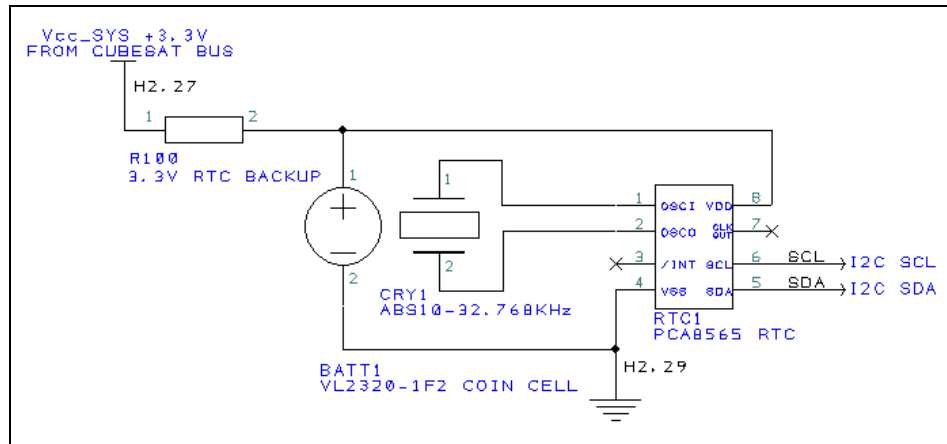 Vcc_SYS +3.3V
FROM CUBESAT BUS
H2.27
1
2
R100
3.3V RTC BACKUP
1
2
1
2
CRY1
ABS10-32.768KHz
1
OSCI
VDD
8
2
OSCO
CLK
OUT
7
3
/INT
SCL
6
SCL
I2C SCL
4
VSS
SDA
5
SDA
I2C SDA
RTC1
PCA8565 RTC
BATT1
VL2320-1F2 COIN CELL
H2.29